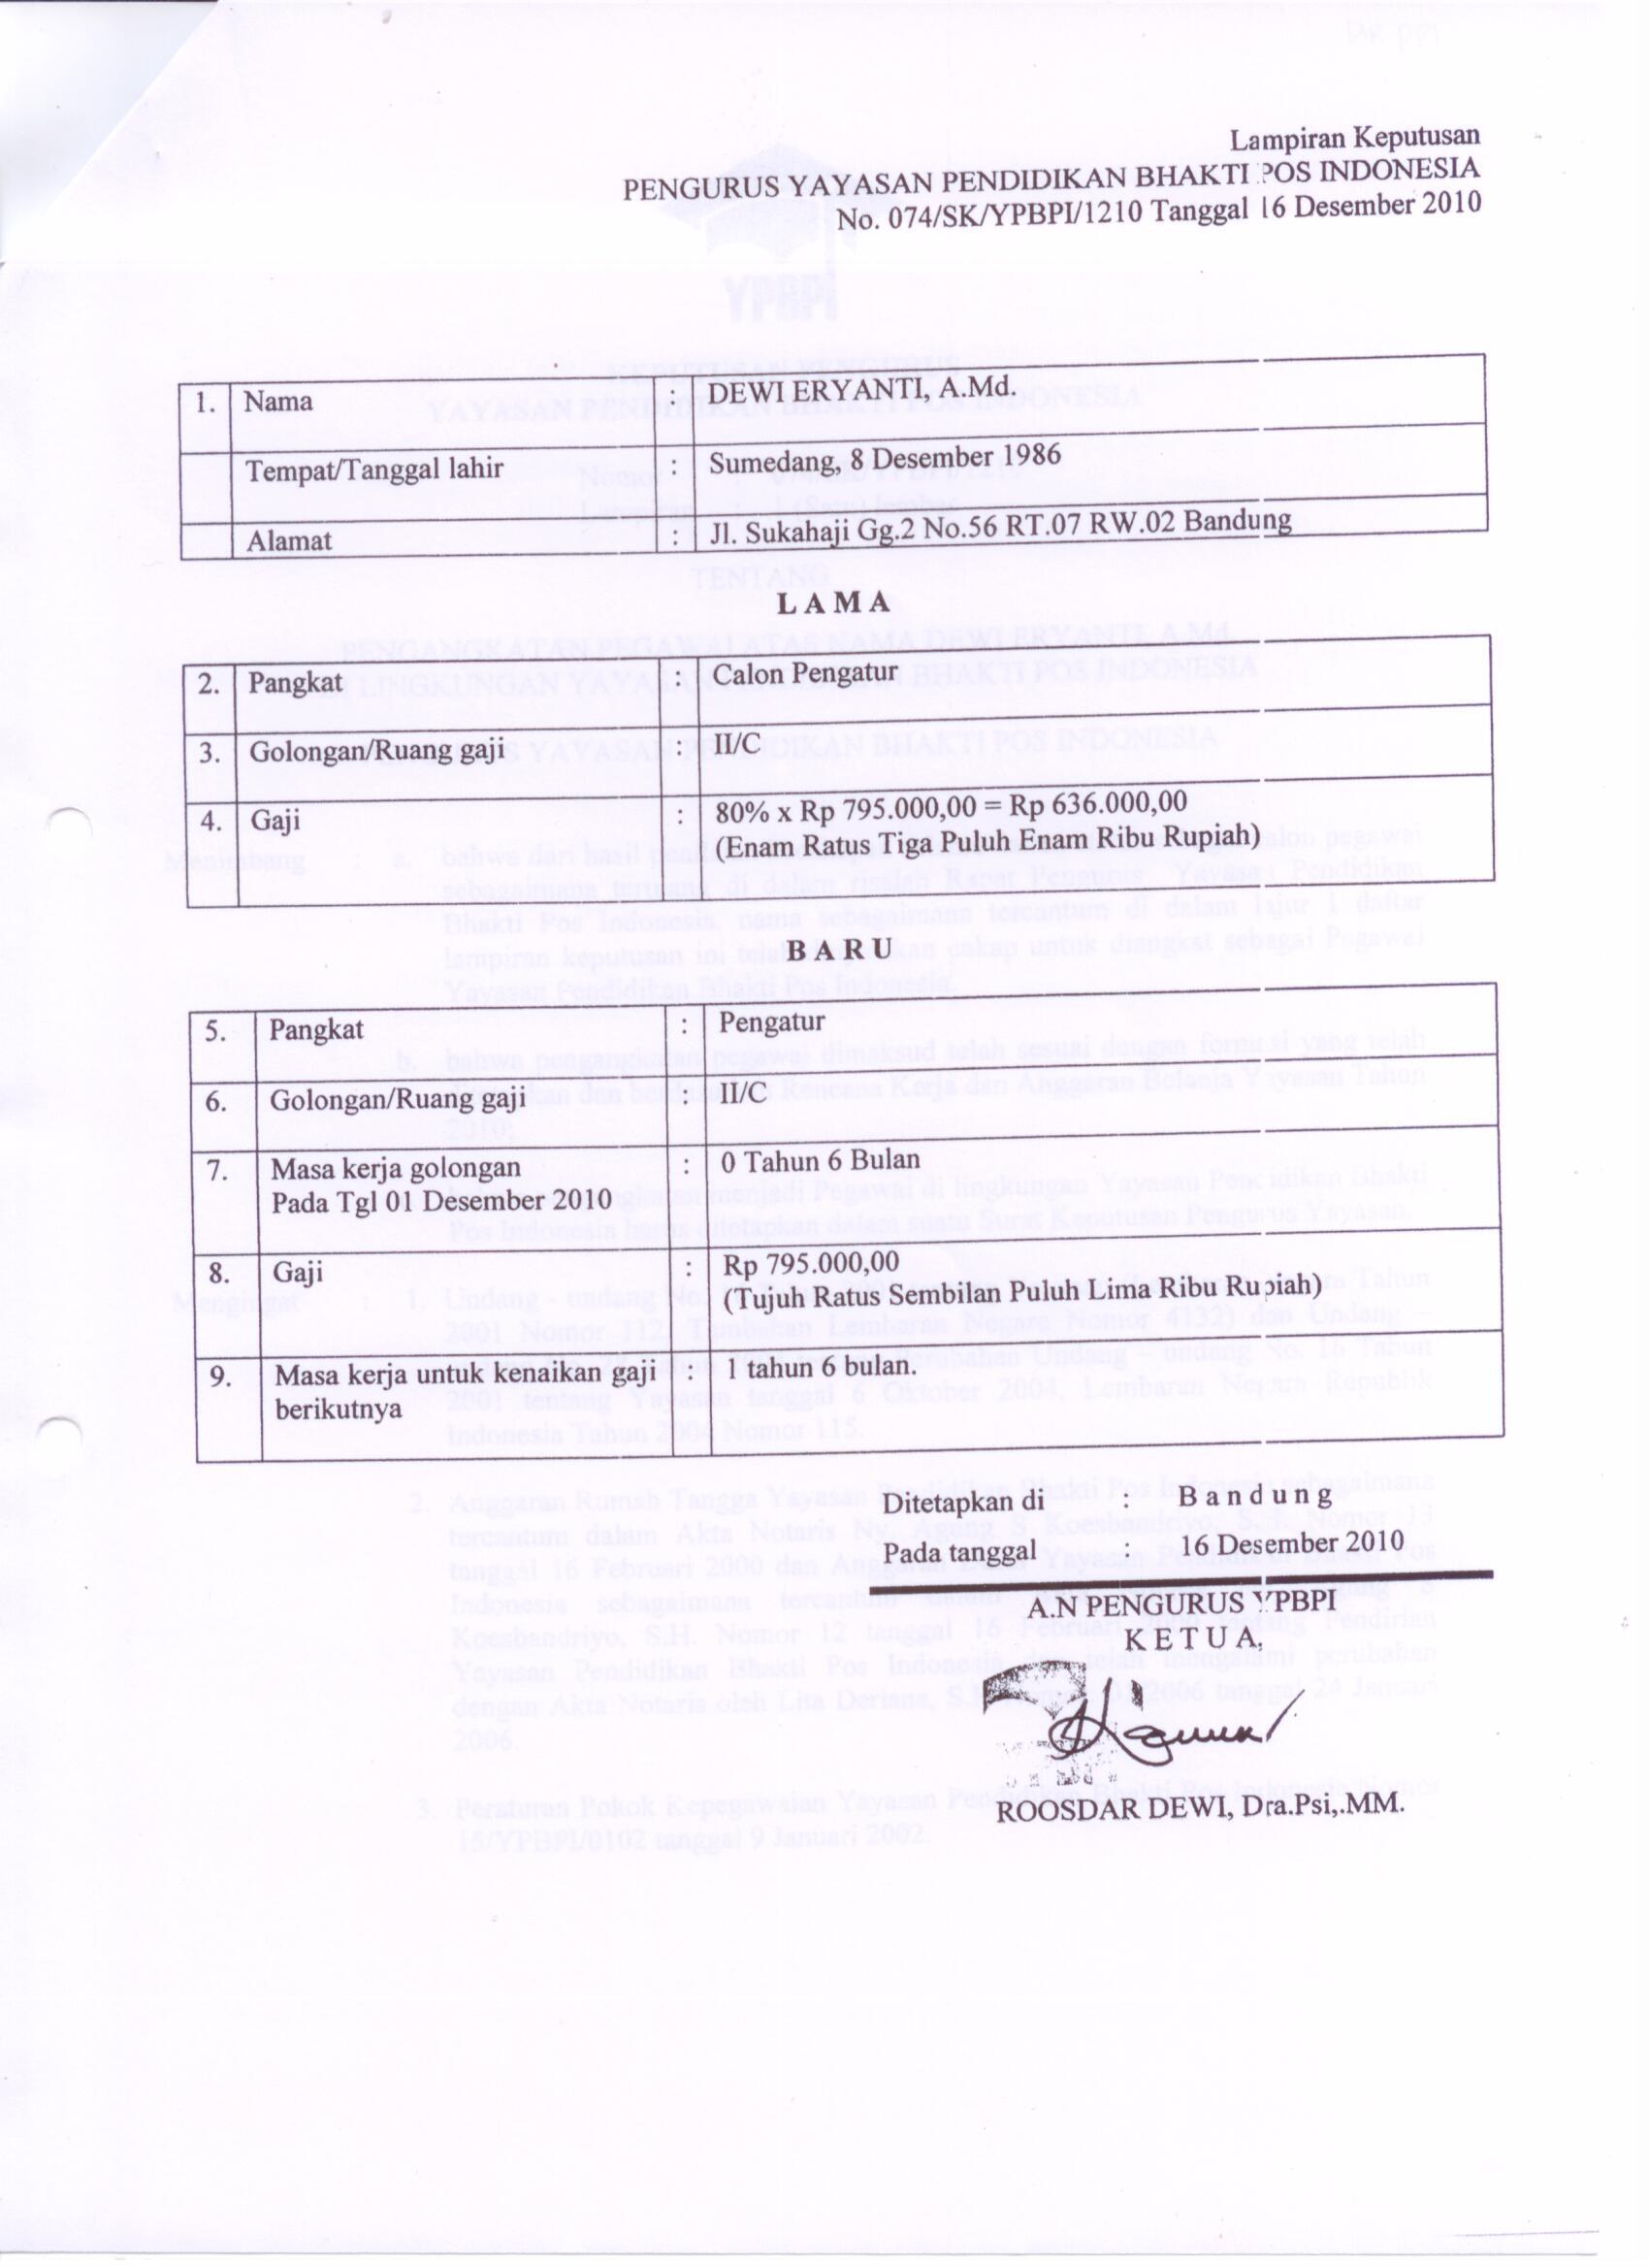 Lampiran Keputusan
PENGURUS YAYASAN PENDIDIKAN BHAKTI POS INDONESIA
No. 074/SK/YPBPI/1210 Tanggal 16 Desember 2010
1. Nama : DEWI ERYANTI, A.Md.
Tempat/Tanggal lahir : Sumedang, 8 Desember 1986
Alamat : Jl. Sukahaji Gg.2 No.56 RT.07 RW.02 Bandung
L A M A
2. Pangkat : Calon Pengatur
3. Golongan/Ruang gaji : II/C
4. Gaji : 80% x Rp 795.000,00 = Rp 636.000,00
(Enam Ratus Tiga Puluh Enam Ribu Rupiah)
B A R U
5. Pangkat : Pengatur
6. Golongan/Ruang gaji : II/C
7. Masa kerja golongan : 0 Tahun 6 Bulan
Pada Tgl 01 Desember 2010
8. Gaji : Rp 795.000,00
(Tujuh Ratus Sembilan Puluh Lima Ribu Rupiah)
9. Masa kerja untuk kenaikan gaji : 1 tahun 6 bulan.
berikutnya
Ditetapkan di : B a n d u n g
Pada tanggal : 16 Desember 2010
A.N PENGURUS YPBPI
K E T U A,
ROOSDAR DEWI, Dra.Psi,.MM.